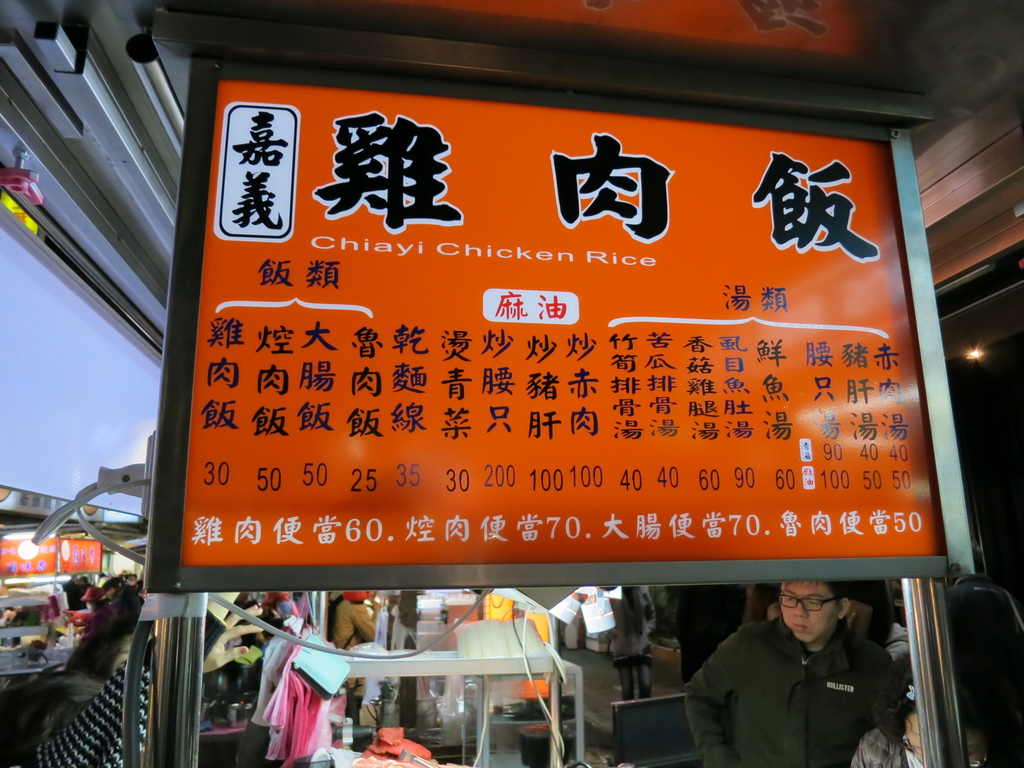 嘉義
雞肉飯
Chiayi Chicken Rice
飯類
雞肉飯 30
焢肉飯 50
大腸飯 50
魯肉飯 25
乾麵線 35
燙青菜 30
麻油
炒腰只 200
炒豬肝 100
炒赤肉 100
湯類
竹筍排骨湯 40
苦瓜排骨湯 40
香菇雞腿湯 60
虱目魚肚湯 90
鮮魚湯 60
腰只湯 清湯 90 麻油 100
豬肝湯 40 50
赤肉湯 40 50
雞肉便當60.焢肉便當70.大腸便當70.魯肉便當50
HOLLISTER